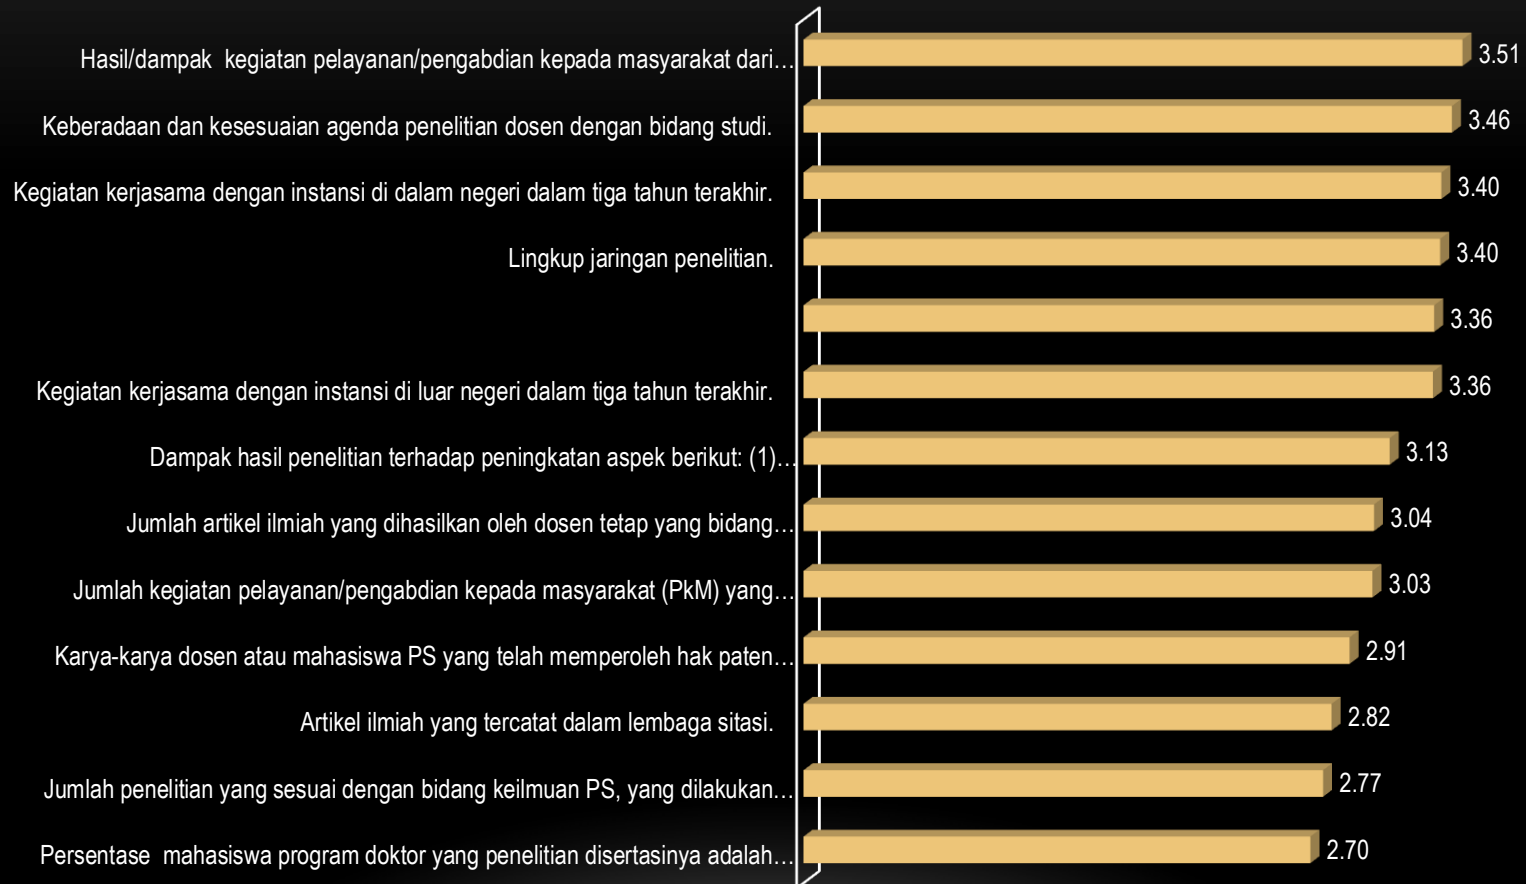 Hasil/dampak  kegiatan pelayanan/pengabdian kepada masyarakat dari… 3.51
Keberadaan dan kesesuaian agenda penelitian dosen dengan bidang studi. 3.46
Kegiatan kerjasama dengan instansi di dalam negeri dalam tiga tahun terakhir. 3.40
Lingkup jaringan penelitian. 3.40
3.36
Kegiatan kerjasama dengan instansi di luar negeri dalam tiga tahun terakhir. 3.36
Dampak hasil penelitian terhadap peningkatan aspek berikut: (1)… 3.13
Jumlah artikel ilmiah yang dihasilkan oleh dosen tetap yang bidang… 3.04
Jumlah kegiatan pelayanan/pengabdian kepada masyarakat (PkM) yang… 3.03
Karya-karya dosen atau mahasiswa PS yang telah memperoleh hak paten… 2.91
Artikel ilmiah yang tercatat dalam lembaga sitasi. 2.82
Jumlah penelitian yang sesuai dengan bidang keilmuan PS, yang dilakukan… 2.77
Persentase  mahasiswa program doktor yang penelitian disertasinya adalah… 2.70